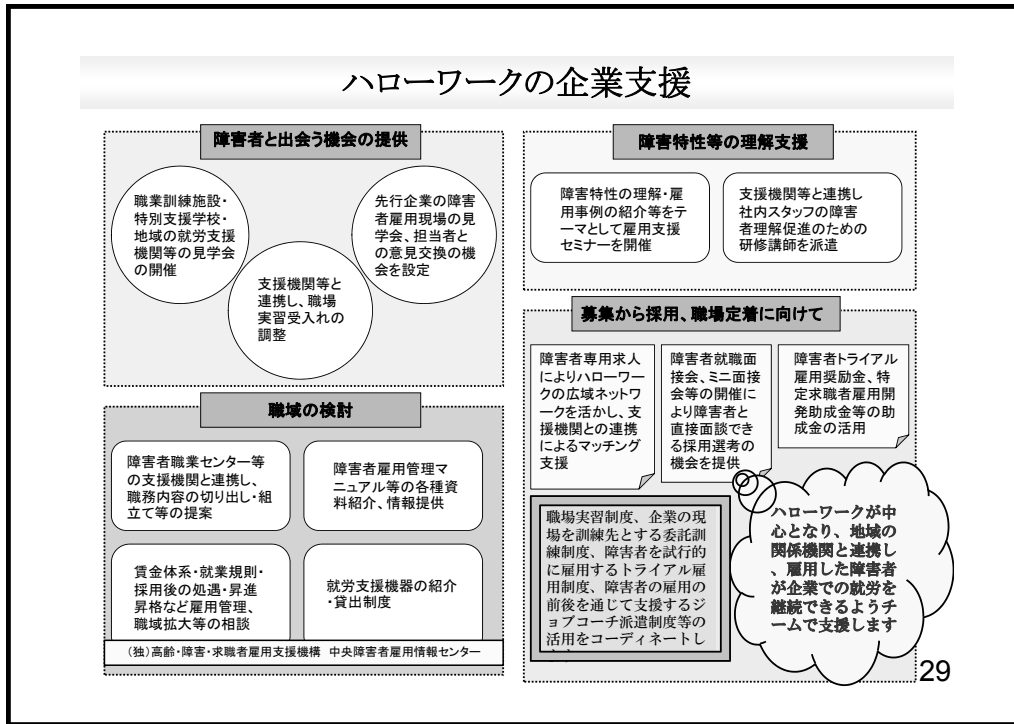 ハローワークの企業支援
障害者と出会う機会の提供
職業訓練施設・
特別支援学校・
地域の就労支援
機関等の見学会
の開催
支援機関等と
連携し、職場
実習受入れの
調整
先行企業の障害
者雇用現場の見
学会、担当者と
の意見交換の機
会を設定
障害特性等の理解支援
障害特性の理解・雇
用事例の紹介等をテ
ーマとして雇用支援
セミナーを開催
支援機関等と連携し
社内スタッフの障害
者理解促進のための
研修講師を派遣
職域の検討
障害者職業センター等
の支援機関と連携し、
職務内容の切り出し・組
立て等の提案
障害者雇用管理マ
ニュアル等の各種資
料紹介、情報提供
賃金体系・就業規則・
採用後の処遇・昇進
昇格など雇用管理、
職域拡大等の相談
就労支援機器の紹介
・貸出制度
（独）高齢・障害・求職者雇用支援機構 中央障害者雇用情報センター
募集から採用、職場定着に向けて
障害者専用求人
によりハローワー
クの広域ネットワ
ークを活かし、支
援機関との連携
によるマッチング
支援
障害者就職面
接会、ミニ面接
会等の開催に
より障害者と
直接面談でき
る採用選考の
機会を提供
障害者トライアル
雇用奨励金、特
定求職者雇用開
発助成金等の助
成金の活用
職場実習制度、企業の現
場を訓練先とする委託訓
練制度、障害者を試行的
に雇用するトライアル雇
用制度、障害者の雇用の
前後を通じて支援するジ
ョブコーチ派遣制度等の
活用をコーディネートし
ハローワークが中
心となり、地域の
関係機関と連携し
、雇用した障害者
が企業での就労を
継続できるようチ
ームで支援します
29